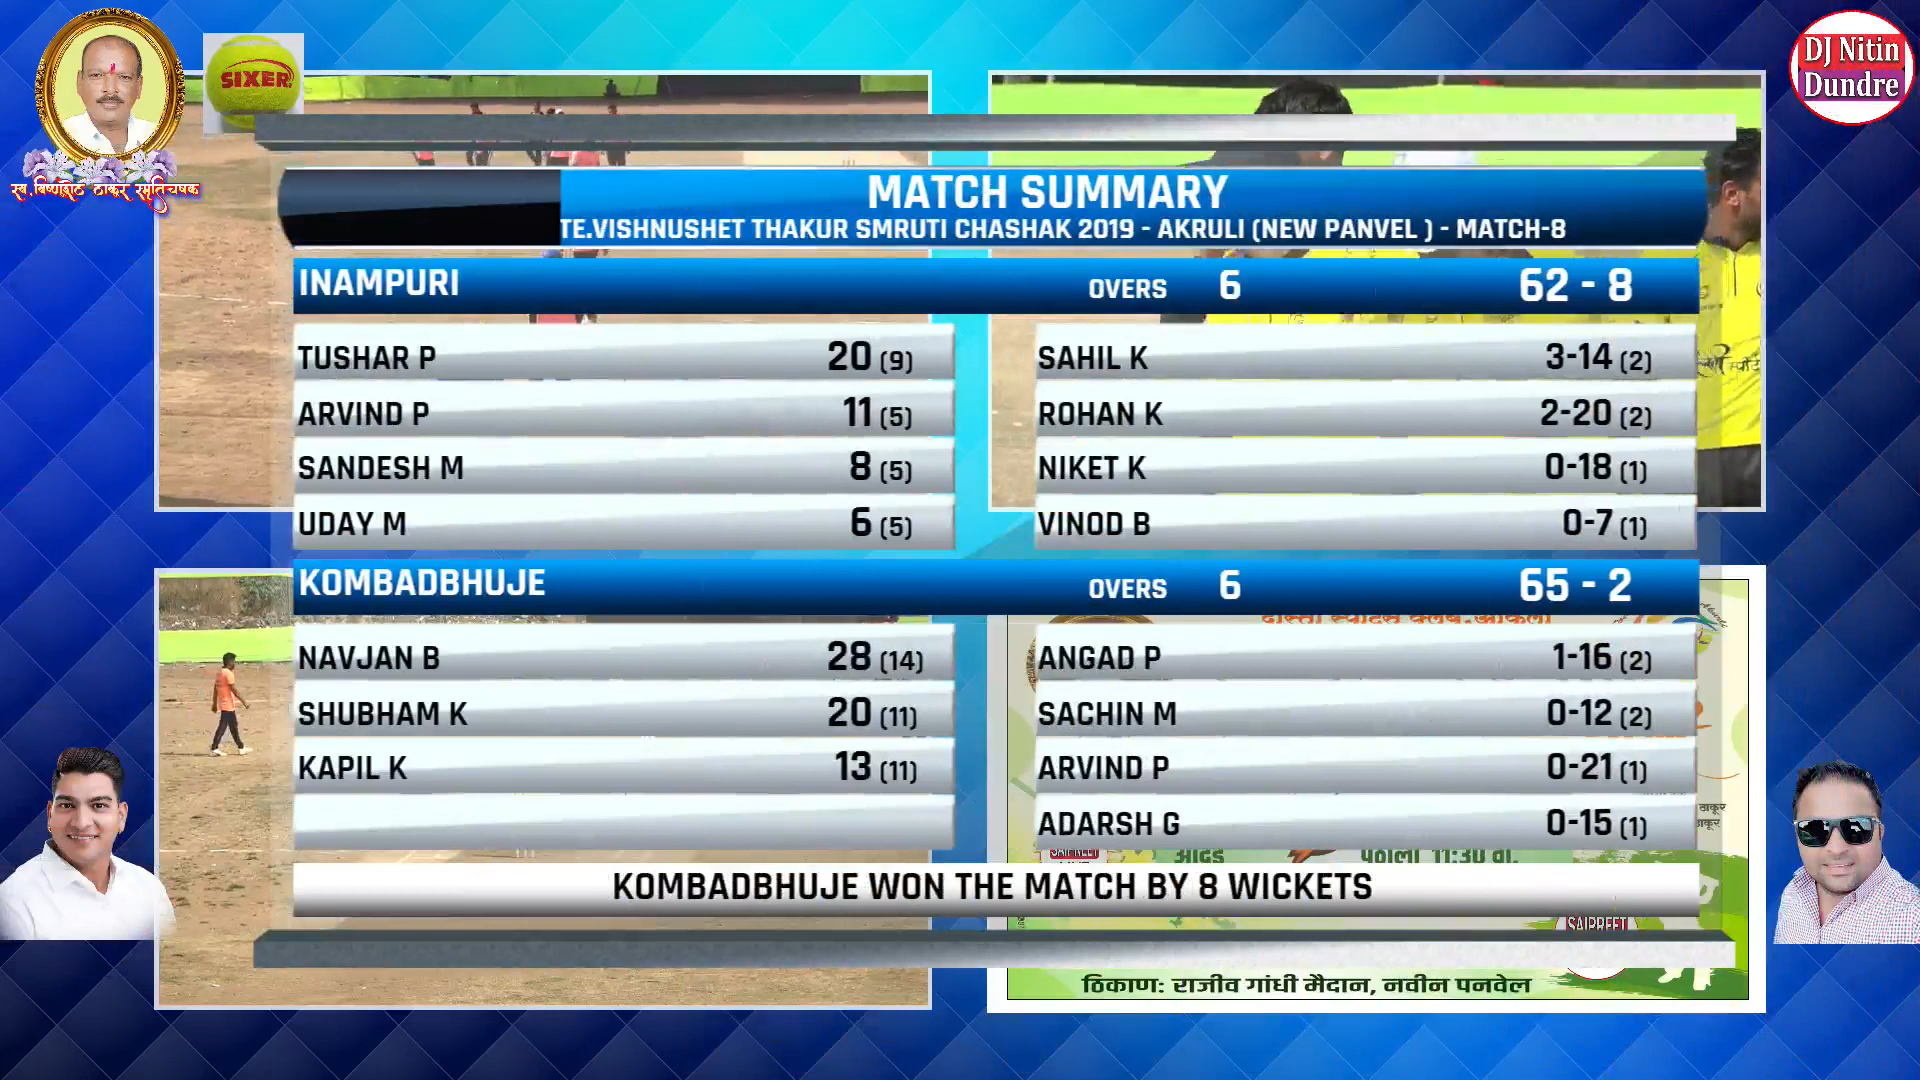 SIXER
DJ Nitin
Dundre
स्व.विष्णूशेठ ठाकूर स्मृतिचषक
MATCH SUMMARY
TE.VISHNUSHET THAKUR SMRUTI CHASHAK 2019 - AKRULI (NEW PANVEL ) - MATCH-8
INAMPURI OVERS 6 62 - 8
TUSHAR P 20 (9) SAHIL K 3-14 (2)
ARVIND P 11 (5) ROHAN K 2-20 (2)
SANDESH M 8 (5) NIKET K 0-18 (1)
UDAY M 6 (5) VINOD B 0-7 (1)
KOMBADBHUJE OVERS 6 65 - 2
NAVJAN B 28 (14) ANGAD P 1-16 (2)
SHUBHAM K 20 (11) SACHIN M 0-12 (2)
KAPIL K 13 (11) ARVIND P 0-21 (1)
ADARSH G 0-15 (1)
ठाकूर
SAIPREET
11:30 वा.
KOMBADBHUJE WON THE MATCH BY 8 WICKETS
SAIPREET
ठिकाण: राजीव गांधी मैदान, नवीन पनवेल